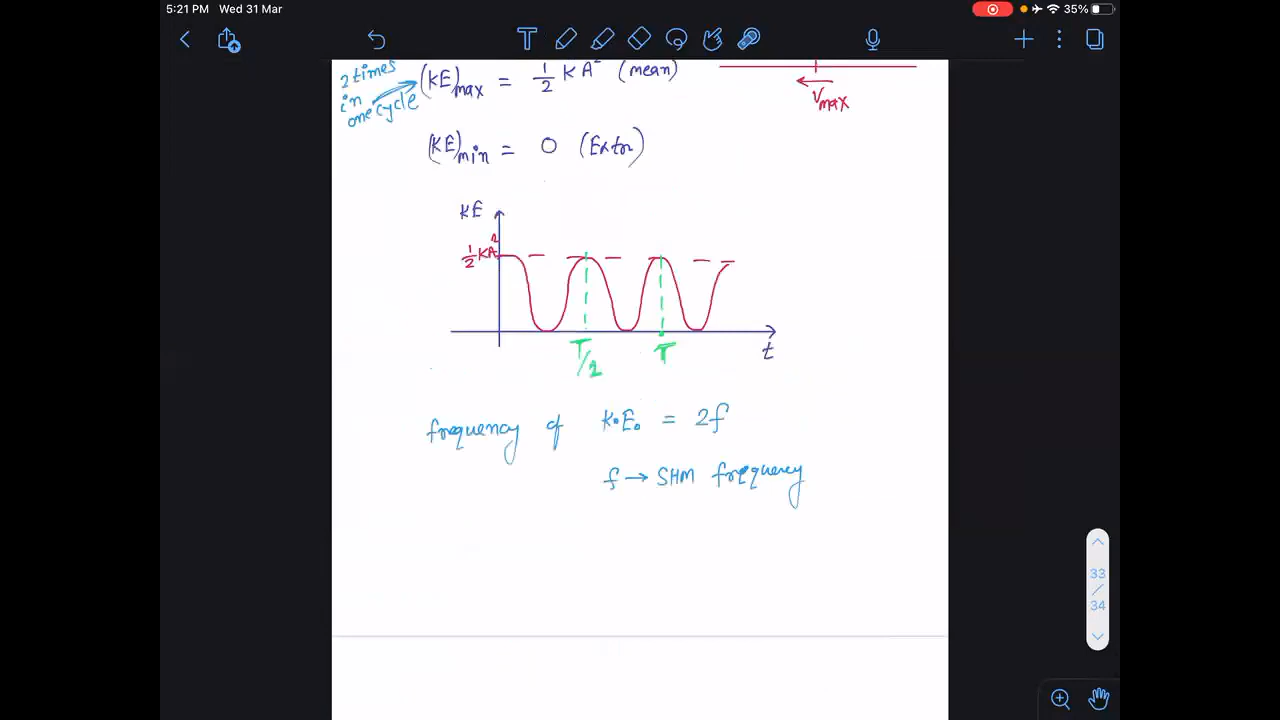 5:21 PM Wed 31 Mar
35%
2 times
in
one cycle
(KE)max = 1/2 KA² (mean)
Vmax
(KE)min = 0 (Extr)
KE
1/2 KA²
T/2
T
t
frequency of K.E. = 2f
f → SHM frequency
33
/
34